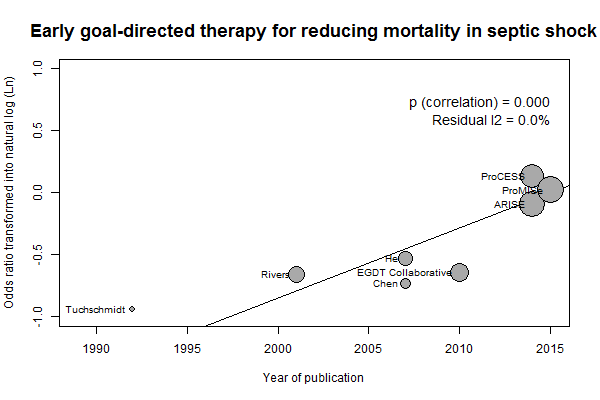 Early goal-directed therapy for reducing mortality in septic shock
Odds ratio transformed into natural log (Ln)
1.0
0.5
0.0
-0.5
-1.0
p (correlation) = 0.000
Residual I2 = 0.0%
ProCESS
ProMISe
ARISE
He
Rivers
EGDT Collaborative
Chen
Tuchschmidt
1990 1995 2000 2005 2010 2015
Year of publication